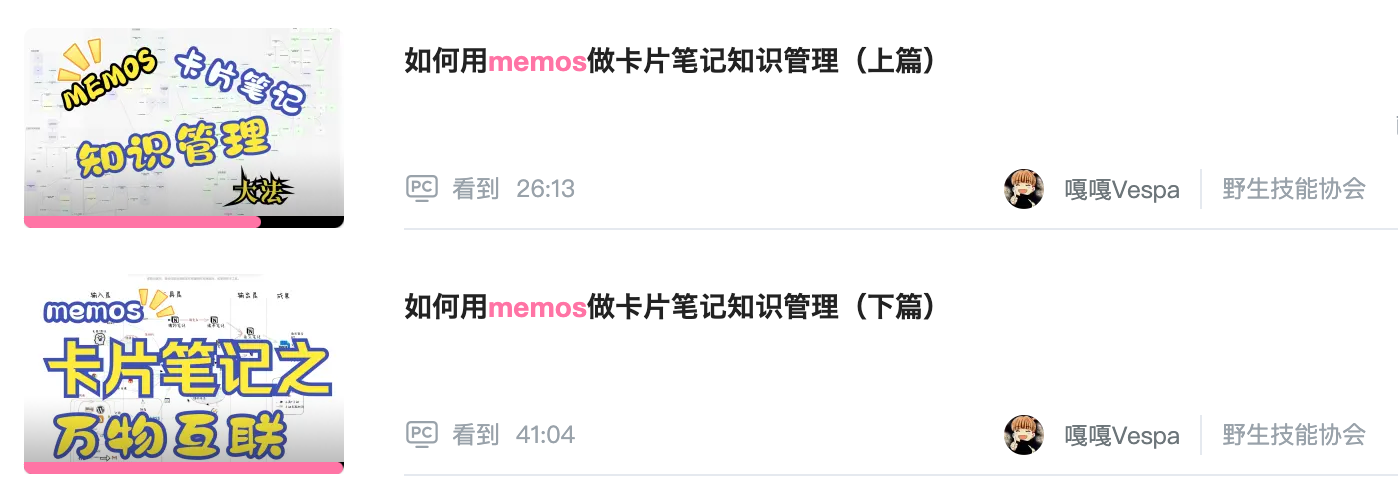 MEMOS
卡片笔记
知识管理
大法
如何用memos做卡片笔记知识管理（上篇）
PC 看到 26:13
嘎嘎Vespa 野生技能协会
memos
卡片笔记之
万物互联
输入层
输出层
成果
如何用memos做卡片笔记知识管理（下篇）
PC 看到 41:04
嘎嘎Vespa 野生技能协会